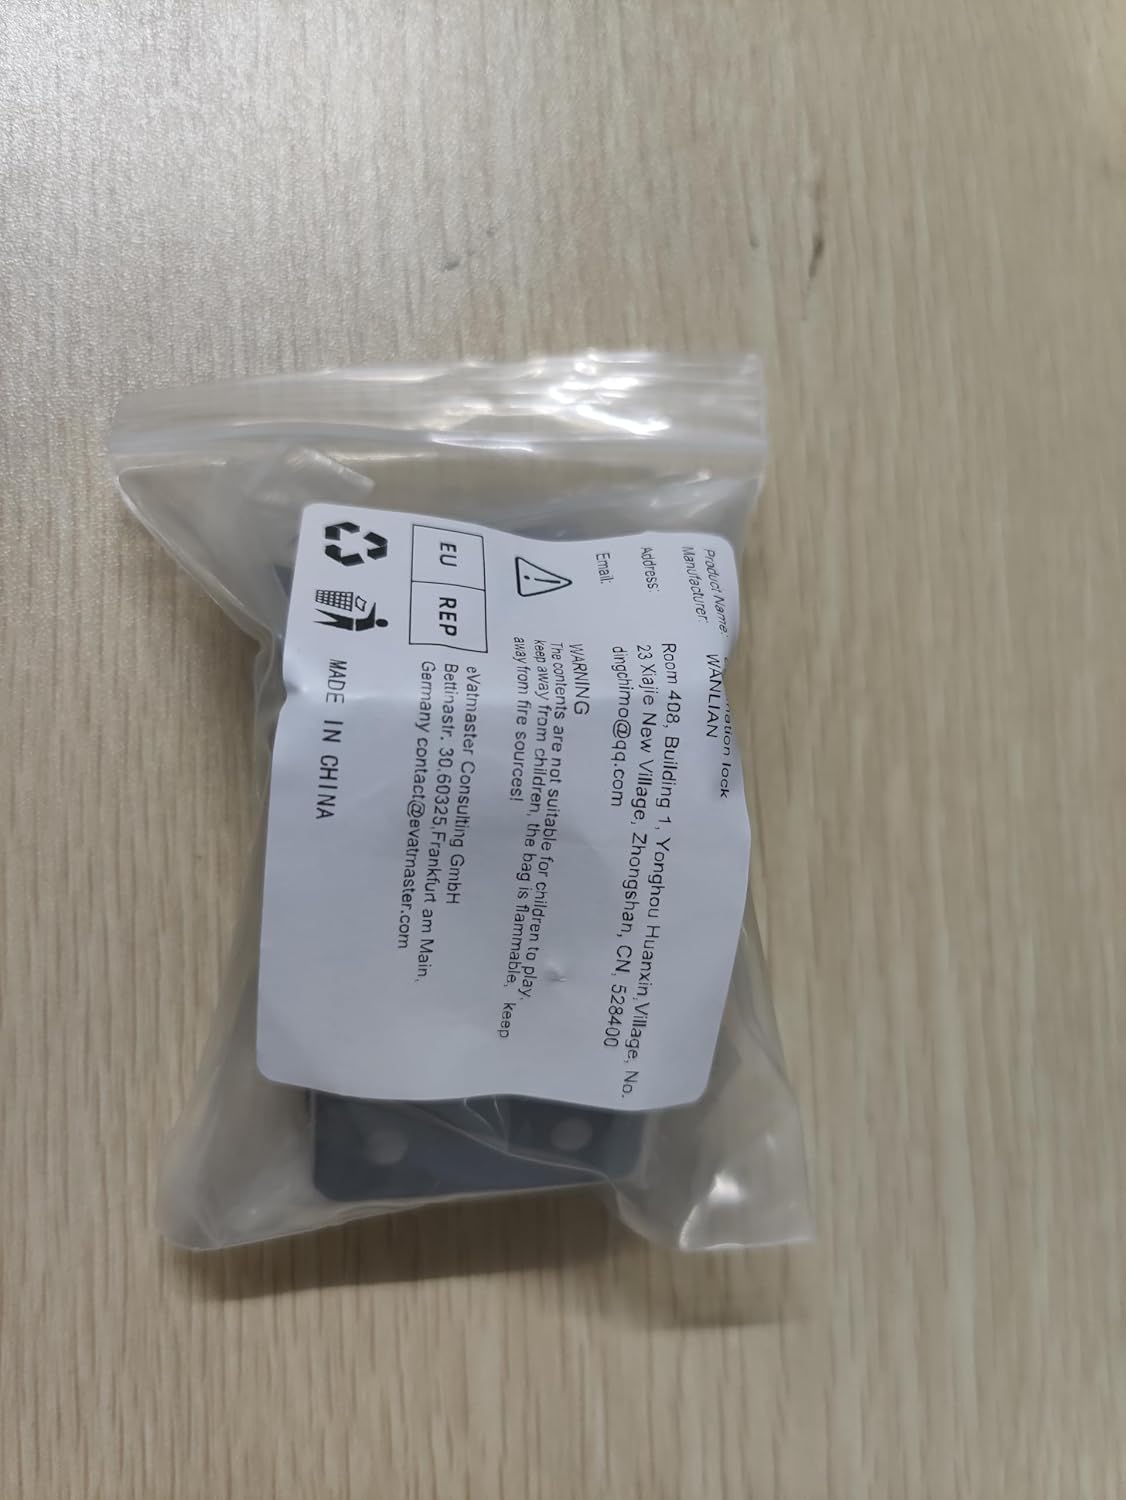 Product Name: nation lock
Manufacturer: WANLIAN
Address: Room 408, Building 1, Yonghou Huanxin,Village, No.
23 Xiajie New Village, Zhongshan, CN, 528400
Email: dingchimo@qq.com
WARNING
The contents are not suitable for children to play,
keep away from children, the bag is flammable, keep
away from fire sources!
EU REP
eVatmaster Consulting GmbH
Bettinastr. 30,60325,Frankfurt am Main,
Germany contact@evatmaster.com
MADE IN CHINA